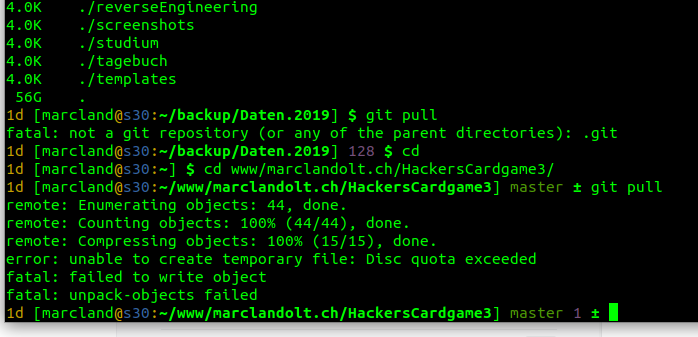 4.0K    ./reverseEngineering
4.0K    ./screenshots
4.0K    ./studium
4.0K    ./tagebuch
4.0K    ./templates
 56G    .
1d [marcland@s30:~/backup/Daten.2019] $ git pull
fatal: not a git repository (or any of the parent directories): .git
1d [marcland@s30:~/backup/Daten.2019] 128 $ cd
1d [marcland@s30:~] $ cd www/marclandolt.ch/HackersCardgame3/
1d [marcland@s30:~/www/marclandolt.ch/HackersCardgame3] master ± git pull
remote: Enumerating objects: 44, done.
remote: Counting objects: 100% (44/44), done.
remote: Compressing objects: 100% (15/15), done.
error: unable to create temporary file: Disc quota exceeded
fatal: failed to write object
fatal: unpack-objects failed
1d [marcland@s30:~/www/marclandolt.ch/HackersCardgame3] master 1 ±